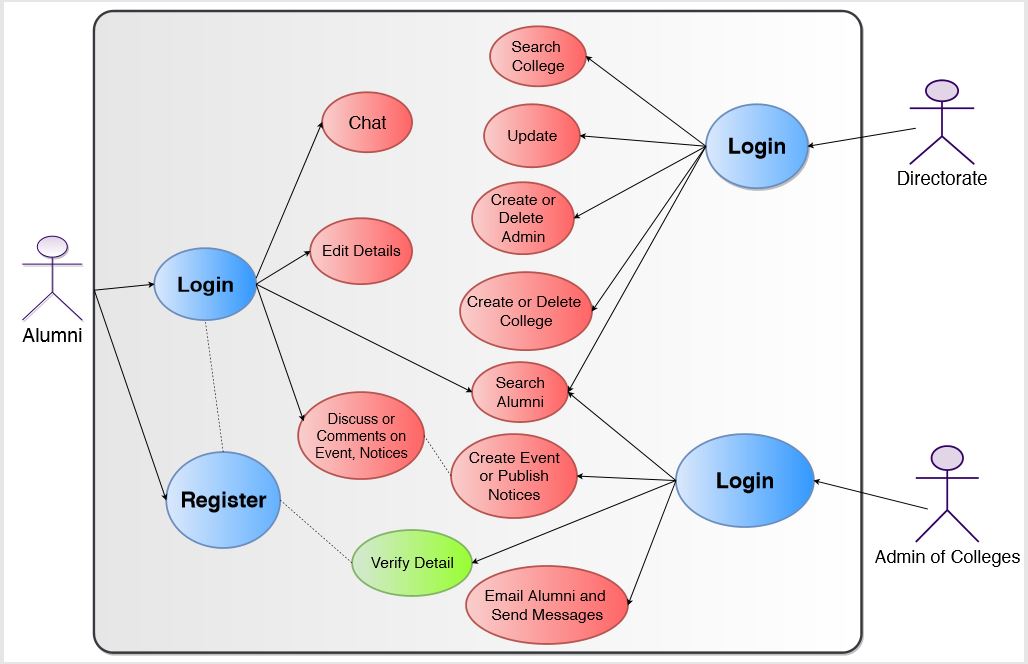 Search
College
Chat
Update
Login
Directorate
Create or
Delete
Admin
Edit Details
Login
Alumni
Create or Delete
College
Search
Alumni
Discuss or
Comments on
Event, Notices
Create Event
or Publish
Notices
Login
Register
Admin of Colleges
Verify Detail
Email Alumni and
Send Messages